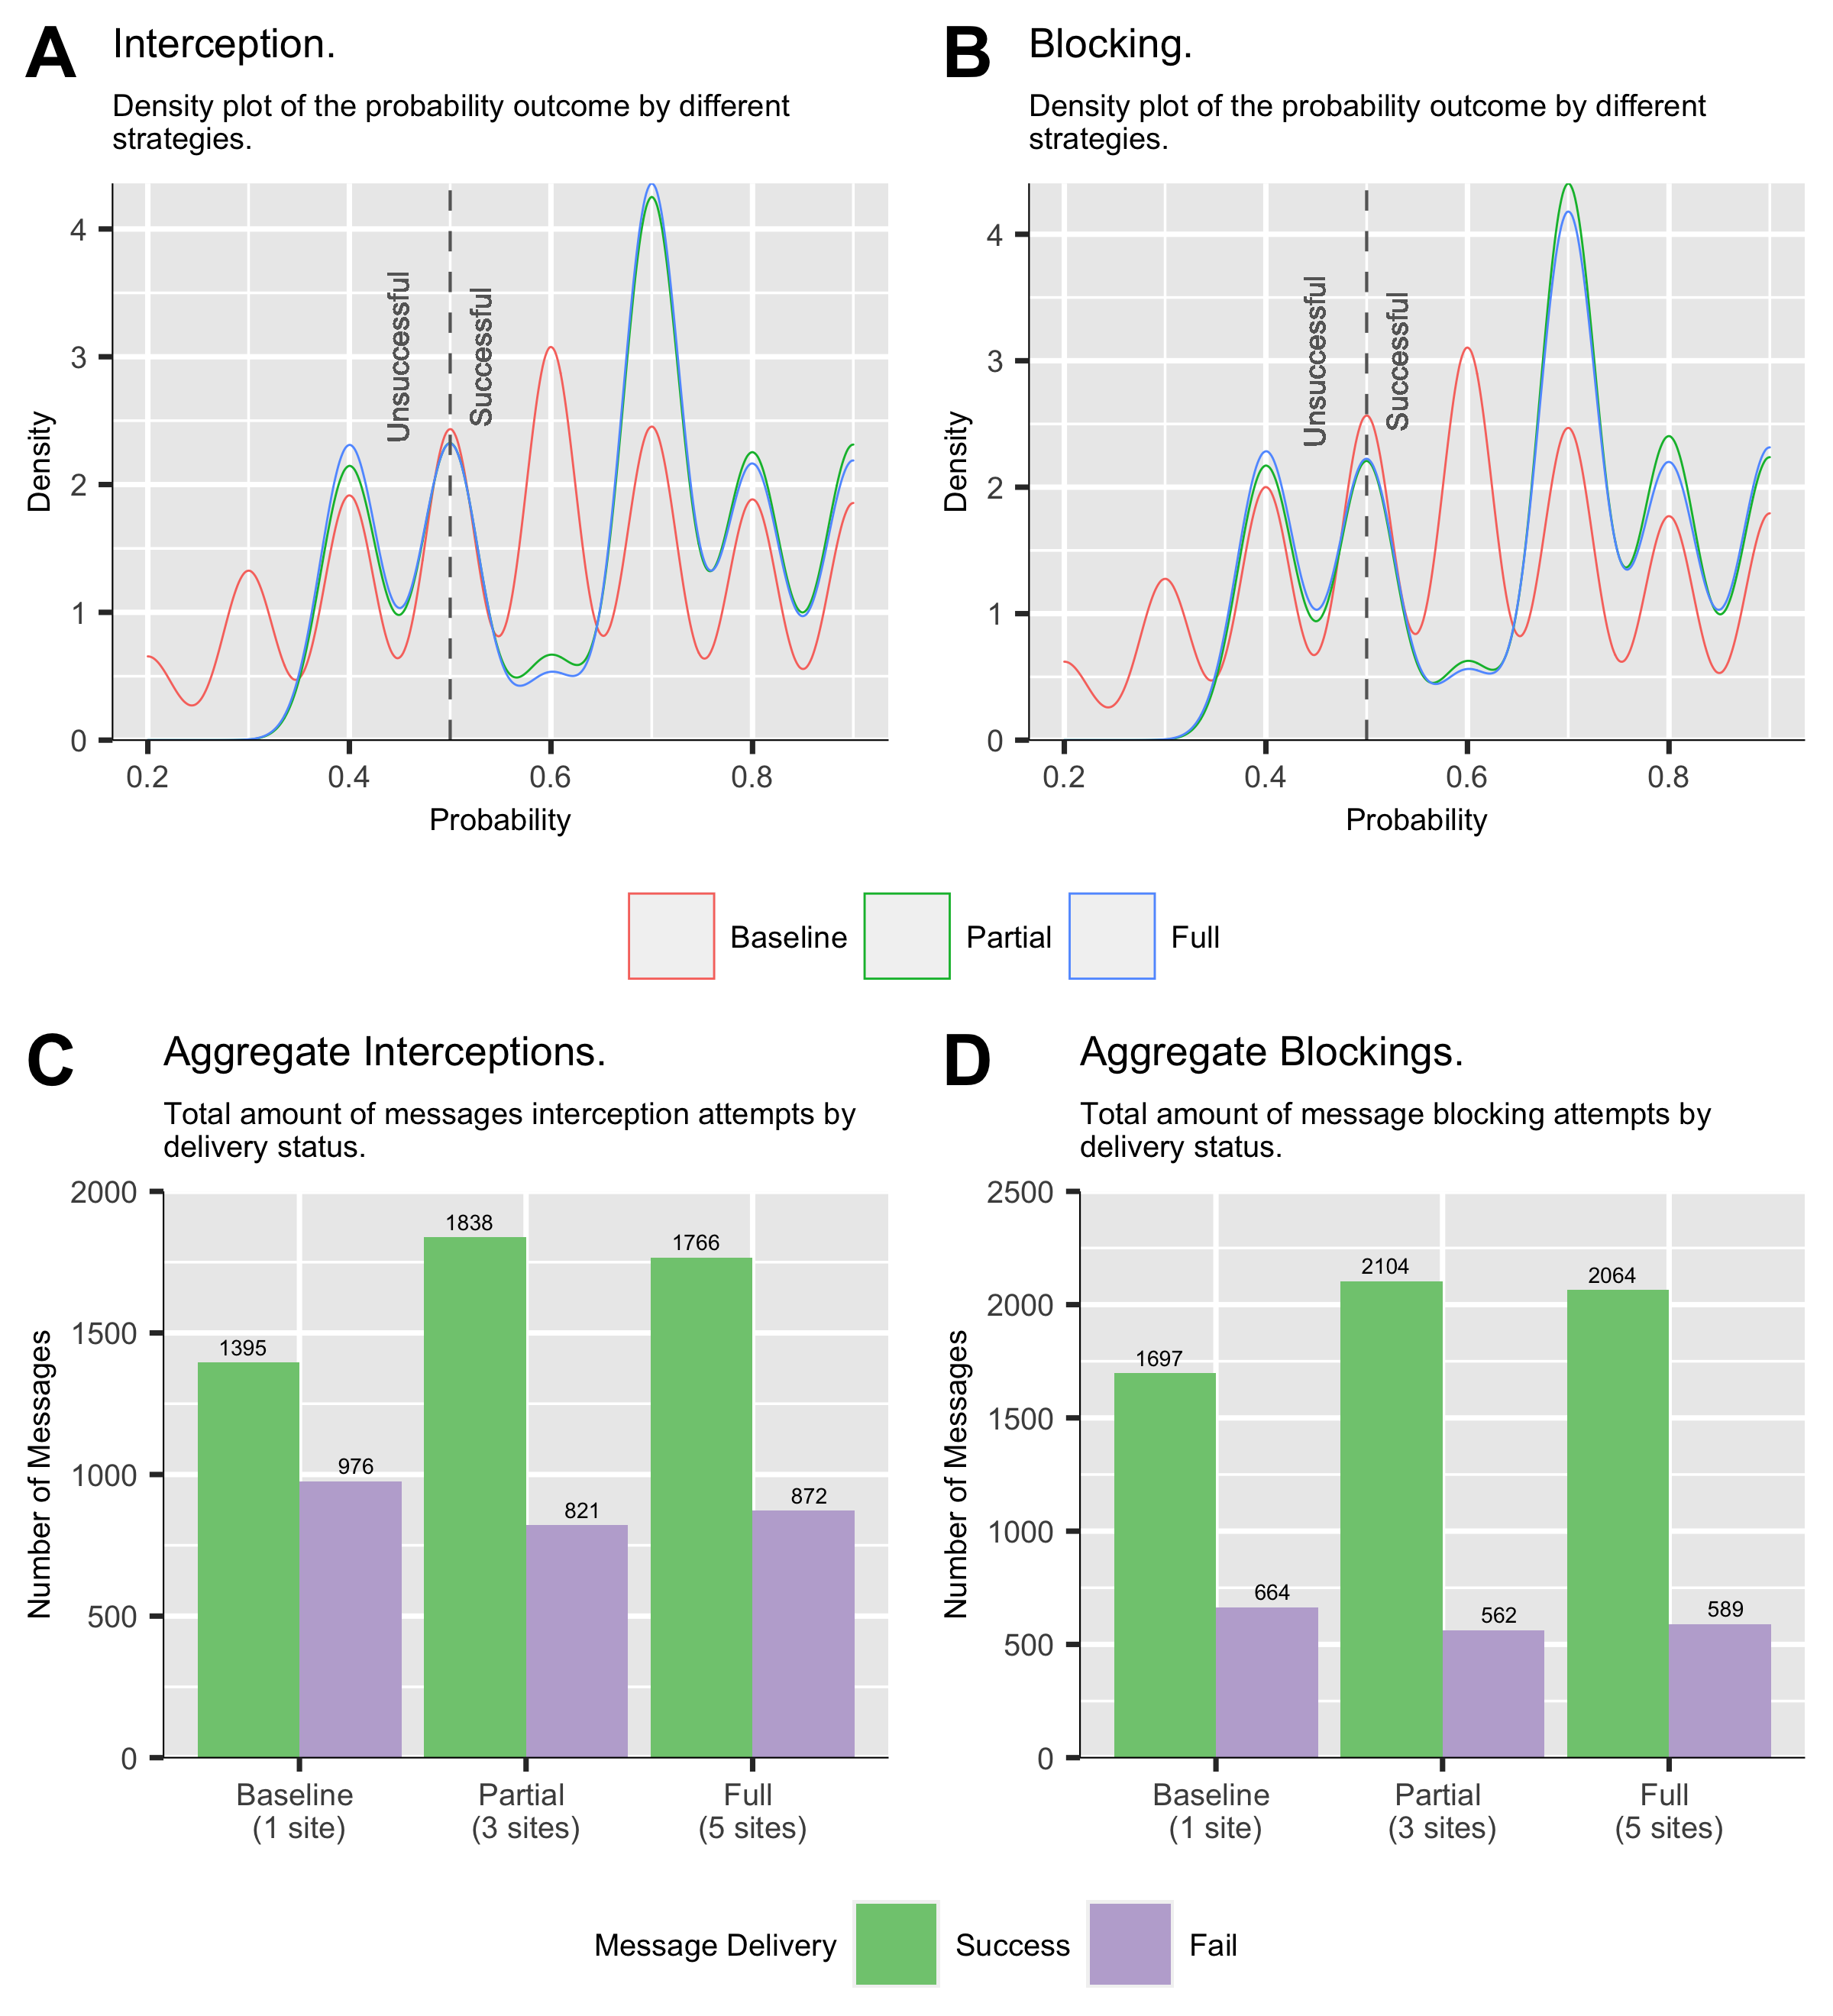 A Interception.
Density plot of the probability outcome by different
strategies.
4
3
2
1
0
Density
Unsuccessful
Successful
0.2 0.4 0.6 0.8
Probability
B Blocking.
Density plot of the probability outcome by different
strategies.
4
3
2
1
0
Density
Unsuccessful
Successful
0.2 0.4 0.6 0.8
Probability
Baseline Partial Full
C Aggregate Interceptions.
Total amount of messages interception attempts by
delivery status.
2000
1500
1000
500
0
Number of Messages
1395
976
1838
821
1766
872
Baseline Partial Full
(1 site) (3 sites) (5 sites)
D Aggregate Blockings.
Total amount of message blocking attempts by
delivery status.
2500
2000
1500
1000
500
0
Number of Messages
1697
664
2104
562
2064
589
Baseline Partial Full
(1 site) (3 sites) (5 sites)
Message Delivery Success Fail